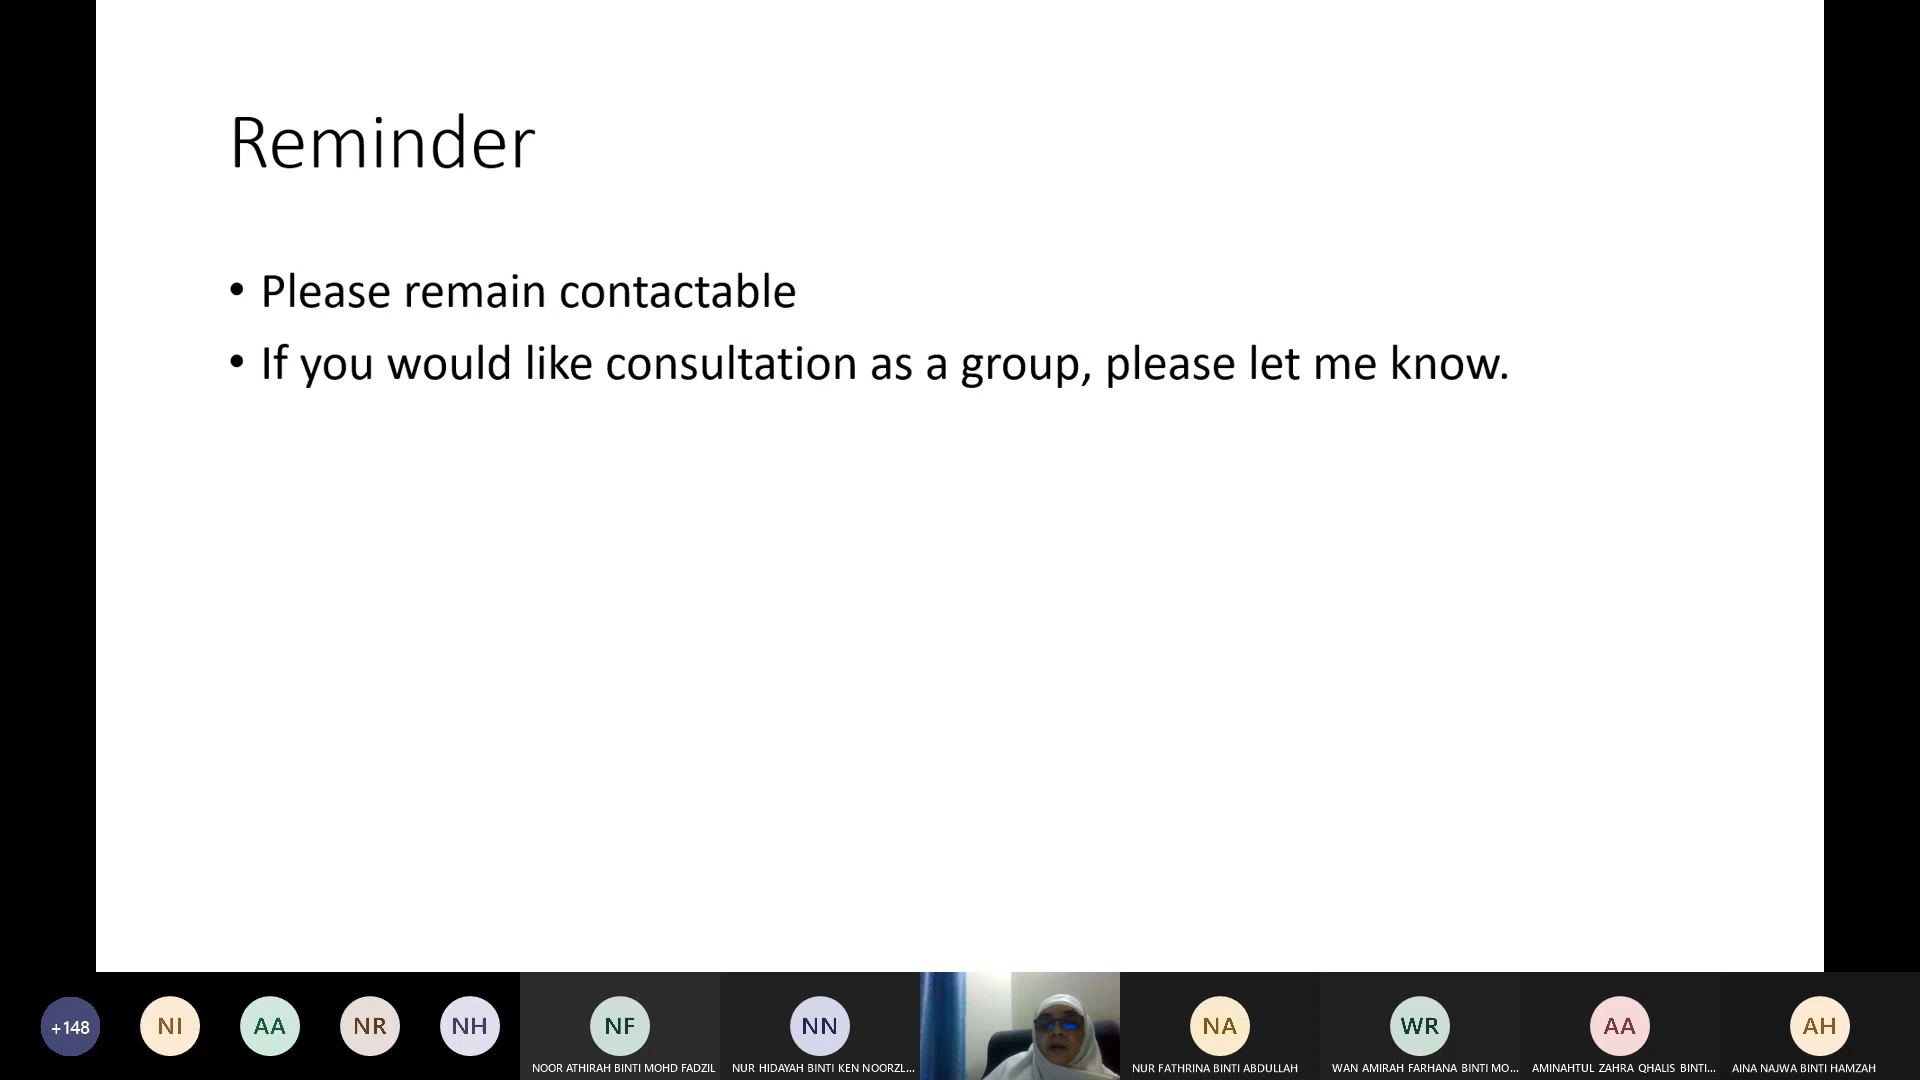 Reminder
• Please remain contactable
• If you would like consultation as a group, please let me know.
+148
NI
AA
NR
NH
NF
NN
NA
WR
AA
AH
NOOR ATHIRAH BINTI MOHD FADZIL
NUR HIDAYAH BINTI KEN NOORZL...
NUR FATHRINA BINTI ABDULLAH
WAN AMIRAH FARHANA BINTI MO...
AMINAHTUL ZAHRA QHALIS BINTI...
AINA NAJWA BINTI HAMZAH